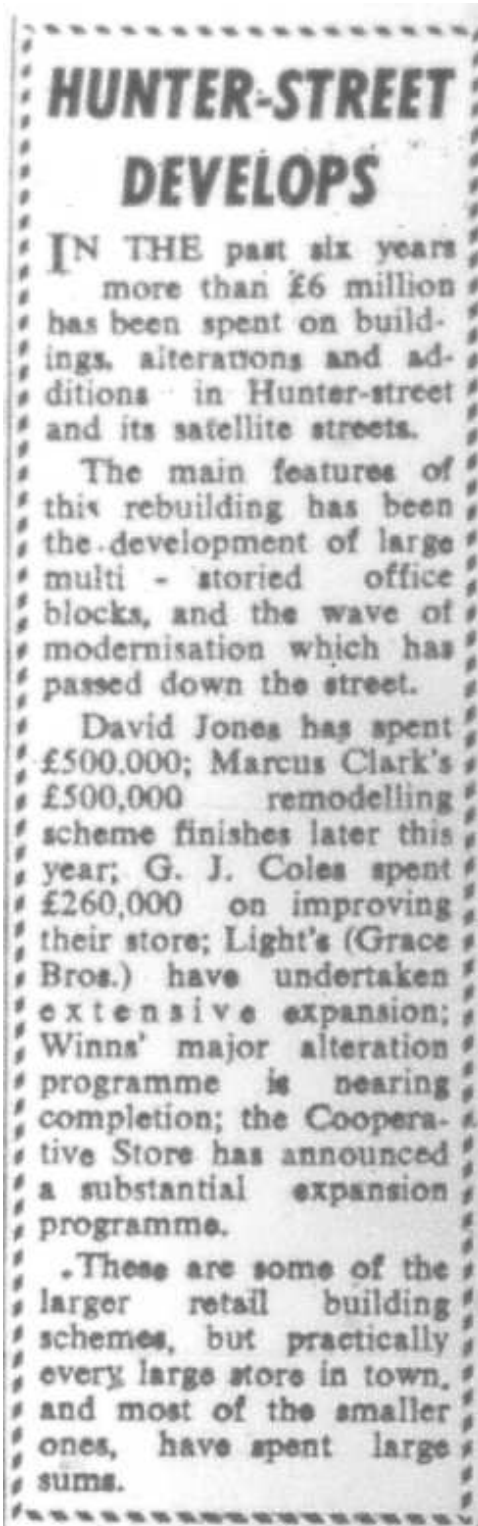 HUNTER-STREET
DEVELOPS
IN THE past six years
more than £6 million
has been spent on build-
ings, alterations and ad-
ditions in Hunter-street
and its satellite streets.
The main features of
this rebuilding has been
the development of large
multi - storied office
blocks, and the wave of
modernisation which has
passed down the street.
David Jones has spent
£500,000; Marcus Clark's
£500,000 remodelling
scheme finishes later this
year; G. J. Coles spent
£260,000 on improving
their store; Light's (Grace
Bros.) have undertaken
extensive expansion;
Winns' major alteration
programme is nearing
completion; the Coopera-
tive Store has announced
a substantial expansion
programme.
These are some of the
larger retail building
schemes, but practically
every large store in town,
and most of the smaller
ones, have spent large
sums.